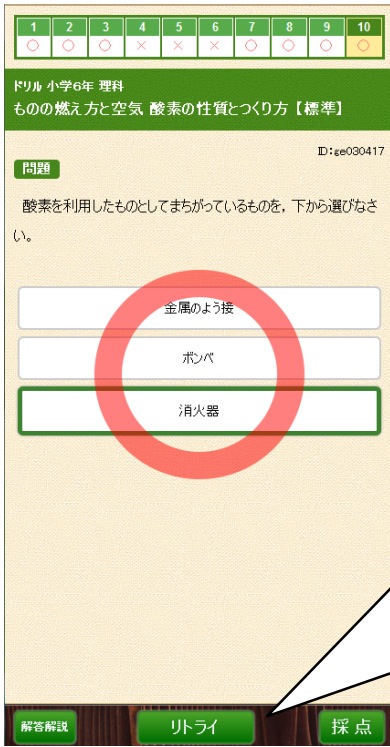 1 2 3 4 5 6 7 8 9 10
○ ○ ○ × × × ○ ○ ○ ○
ドリル 小学6年 理科
ものの燃え方と空気 酸素の性質とつくり方【標準】
ID:ge030417
問題
酸素を利用したものとしてまちがっているものを，下から選びなさ
い。
金属のよう接
ボンベ
消火器
解答解説 リトライ 採点